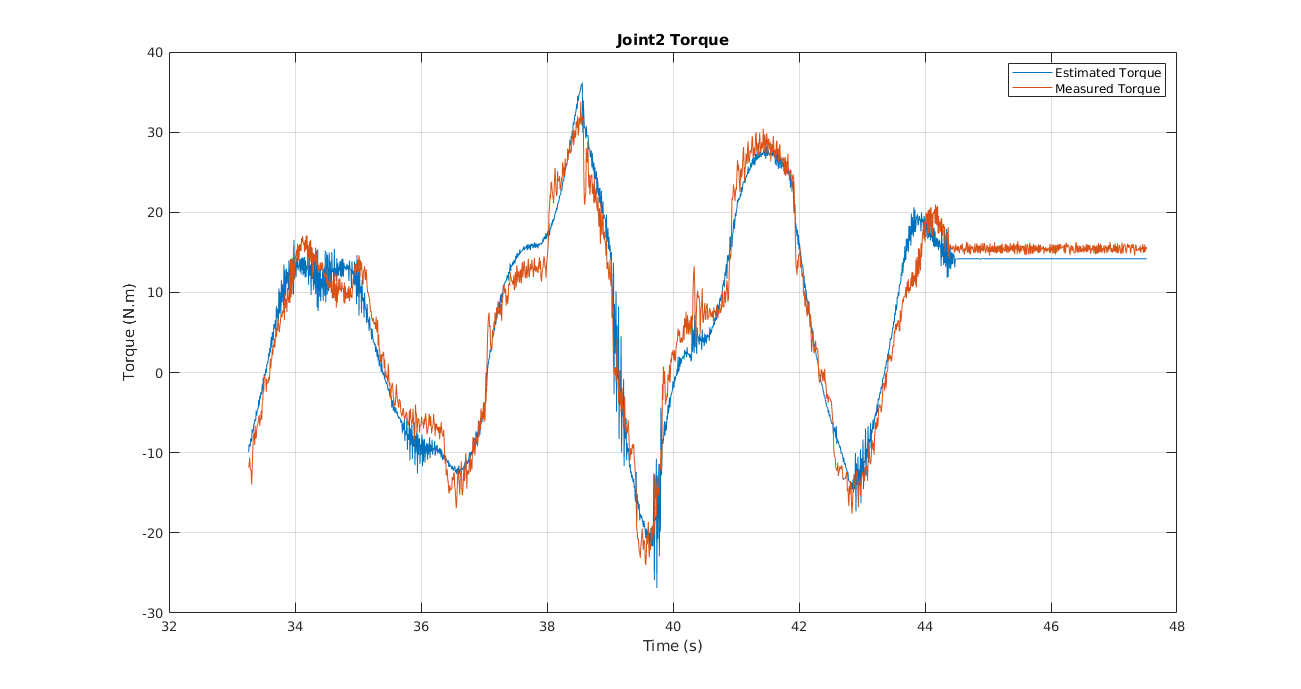 Joint2 Torque
Estimated Torque
Measured Torque
40
30
20
10
0
-10
-20
-30
Torque (N.m)
32 34 36 38 40 42 44 46 48
Time (s)